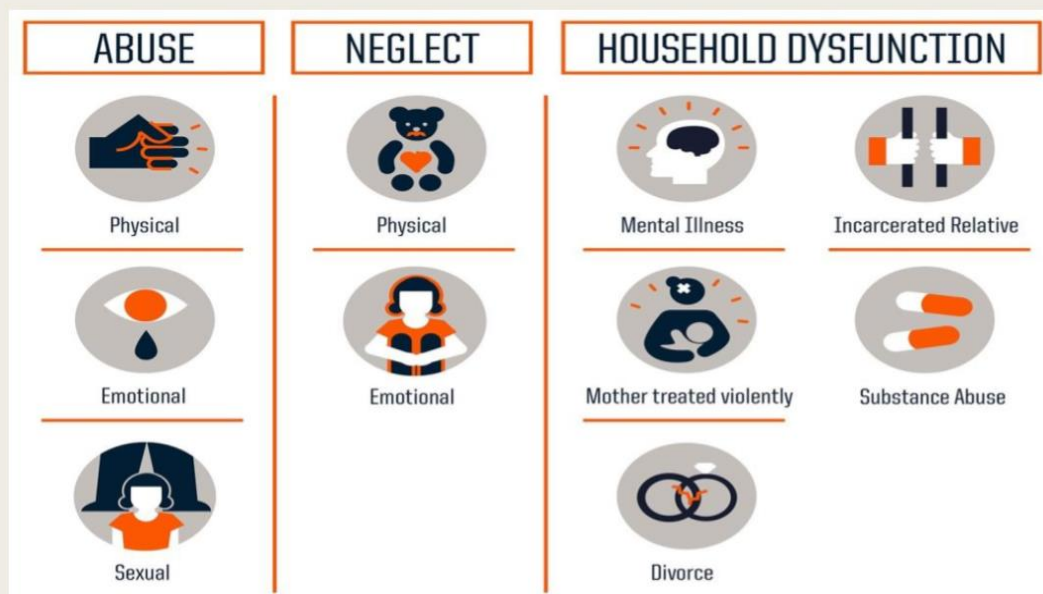 ABUSE
Physical
Emotional
Sexual
NEGLECT
Physical
Emotional
HOUSEHOLD DYSFUNCTION
Mental Illness
Incarcerated Relative
Mother treated violently
Substance Abuse
Divorce